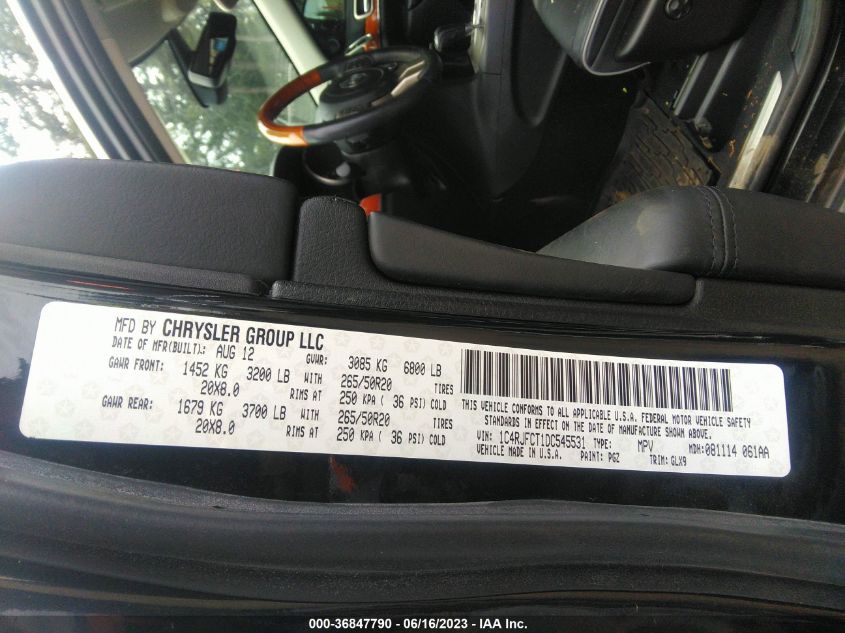 MFD BY CHRYSLER GROUP LLC
DATE OF MFR(BUILT): AUG 12 GVWR: 3085 KG 6800 LB
GAWR FRONT: 1452 KG 3200 LB WITH 265/50R20 TIRES
20X8.0 RIMS AT 250 KPA ( 36 PSI) COLD
GAWR REAR: 1679 KG 3700 LB WITH 265/50R20 TIRES
20X8.0 RIMS AT 250 KPA ( 36 PSI) COLD
THIS VEHICLE CONFORMS TO ALL APPLICABLE U.S.A. FEDERAL MOTOR VEHICLE SAFETY
STANDARDS IN EFFECT ON THE DATE OF MANUFACTURE SHOWN ABOVE.
VIN: 1C4RJFCT1DC545531 TYPE: MPV MDH:081114 061AA
VEHICLE MADE IN U.S.A. PAINT: PGZ TRIM: GLX9
000-36847790 - 06/16/2023 - IAA Inc.